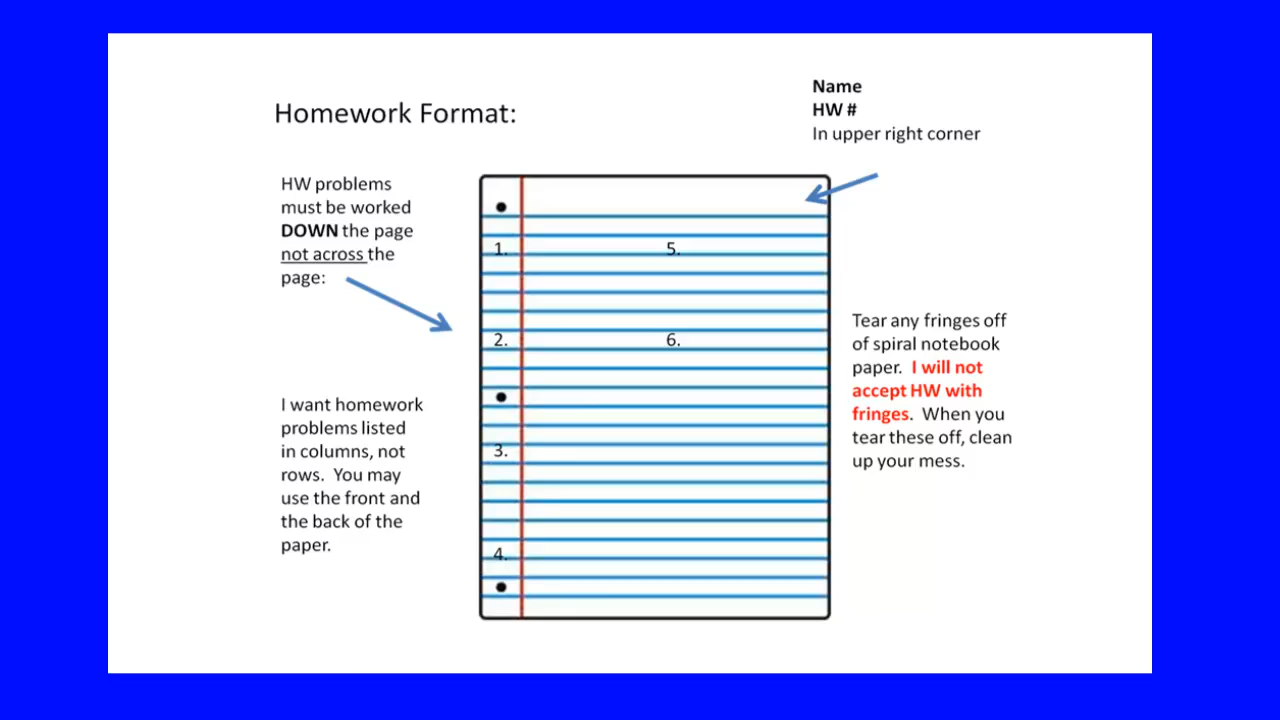 Homework Format:
Name
HW #
In upper right corner
HW problems
must be worked
DOWN the page
not across the
page:
I want homework
problems listed
in columns, not
rows.  You may
use the front and
the back of the
paper.
1.
2.
3.
4.
5.
6.
Tear any fringes off
of spiral notebook
paper.  I will not
accept HW with
fringes.  When you
tear these off, clean
up your mess.